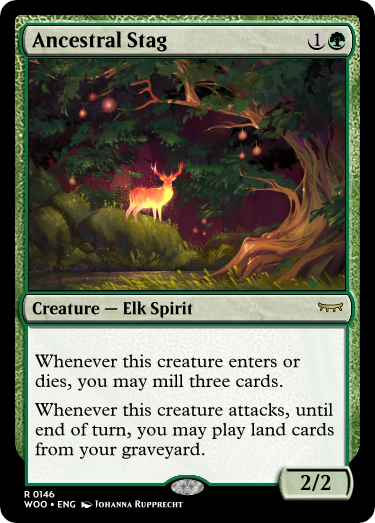 Ancestral Stag 1
Creature — Elk Spirit
Whenever this creature enters or
dies, you may mill three cards.
Whenever this creature attacks, until
end of turn, you may play land cards
from your graveyard.
2/2
R 0146
WOO • ENG Johanna Rupprecht